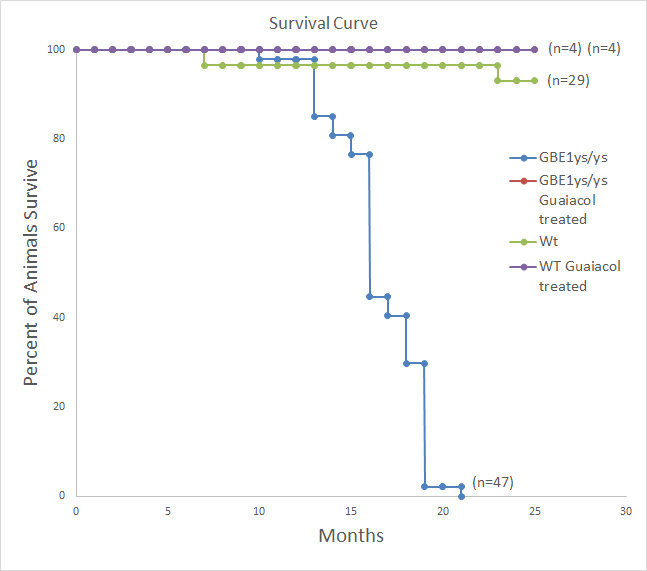 Survival Curve
100
80
60
40
20
0
0 5 10 15 20 25 30
Percent of Animals Survive
Months
(n=4) (n=4)
(n=29)
(n=47)
GBE1ys/ys
GBE1ys/ys
Guaiacol
treated
Wt
WT Guaiacol
treated